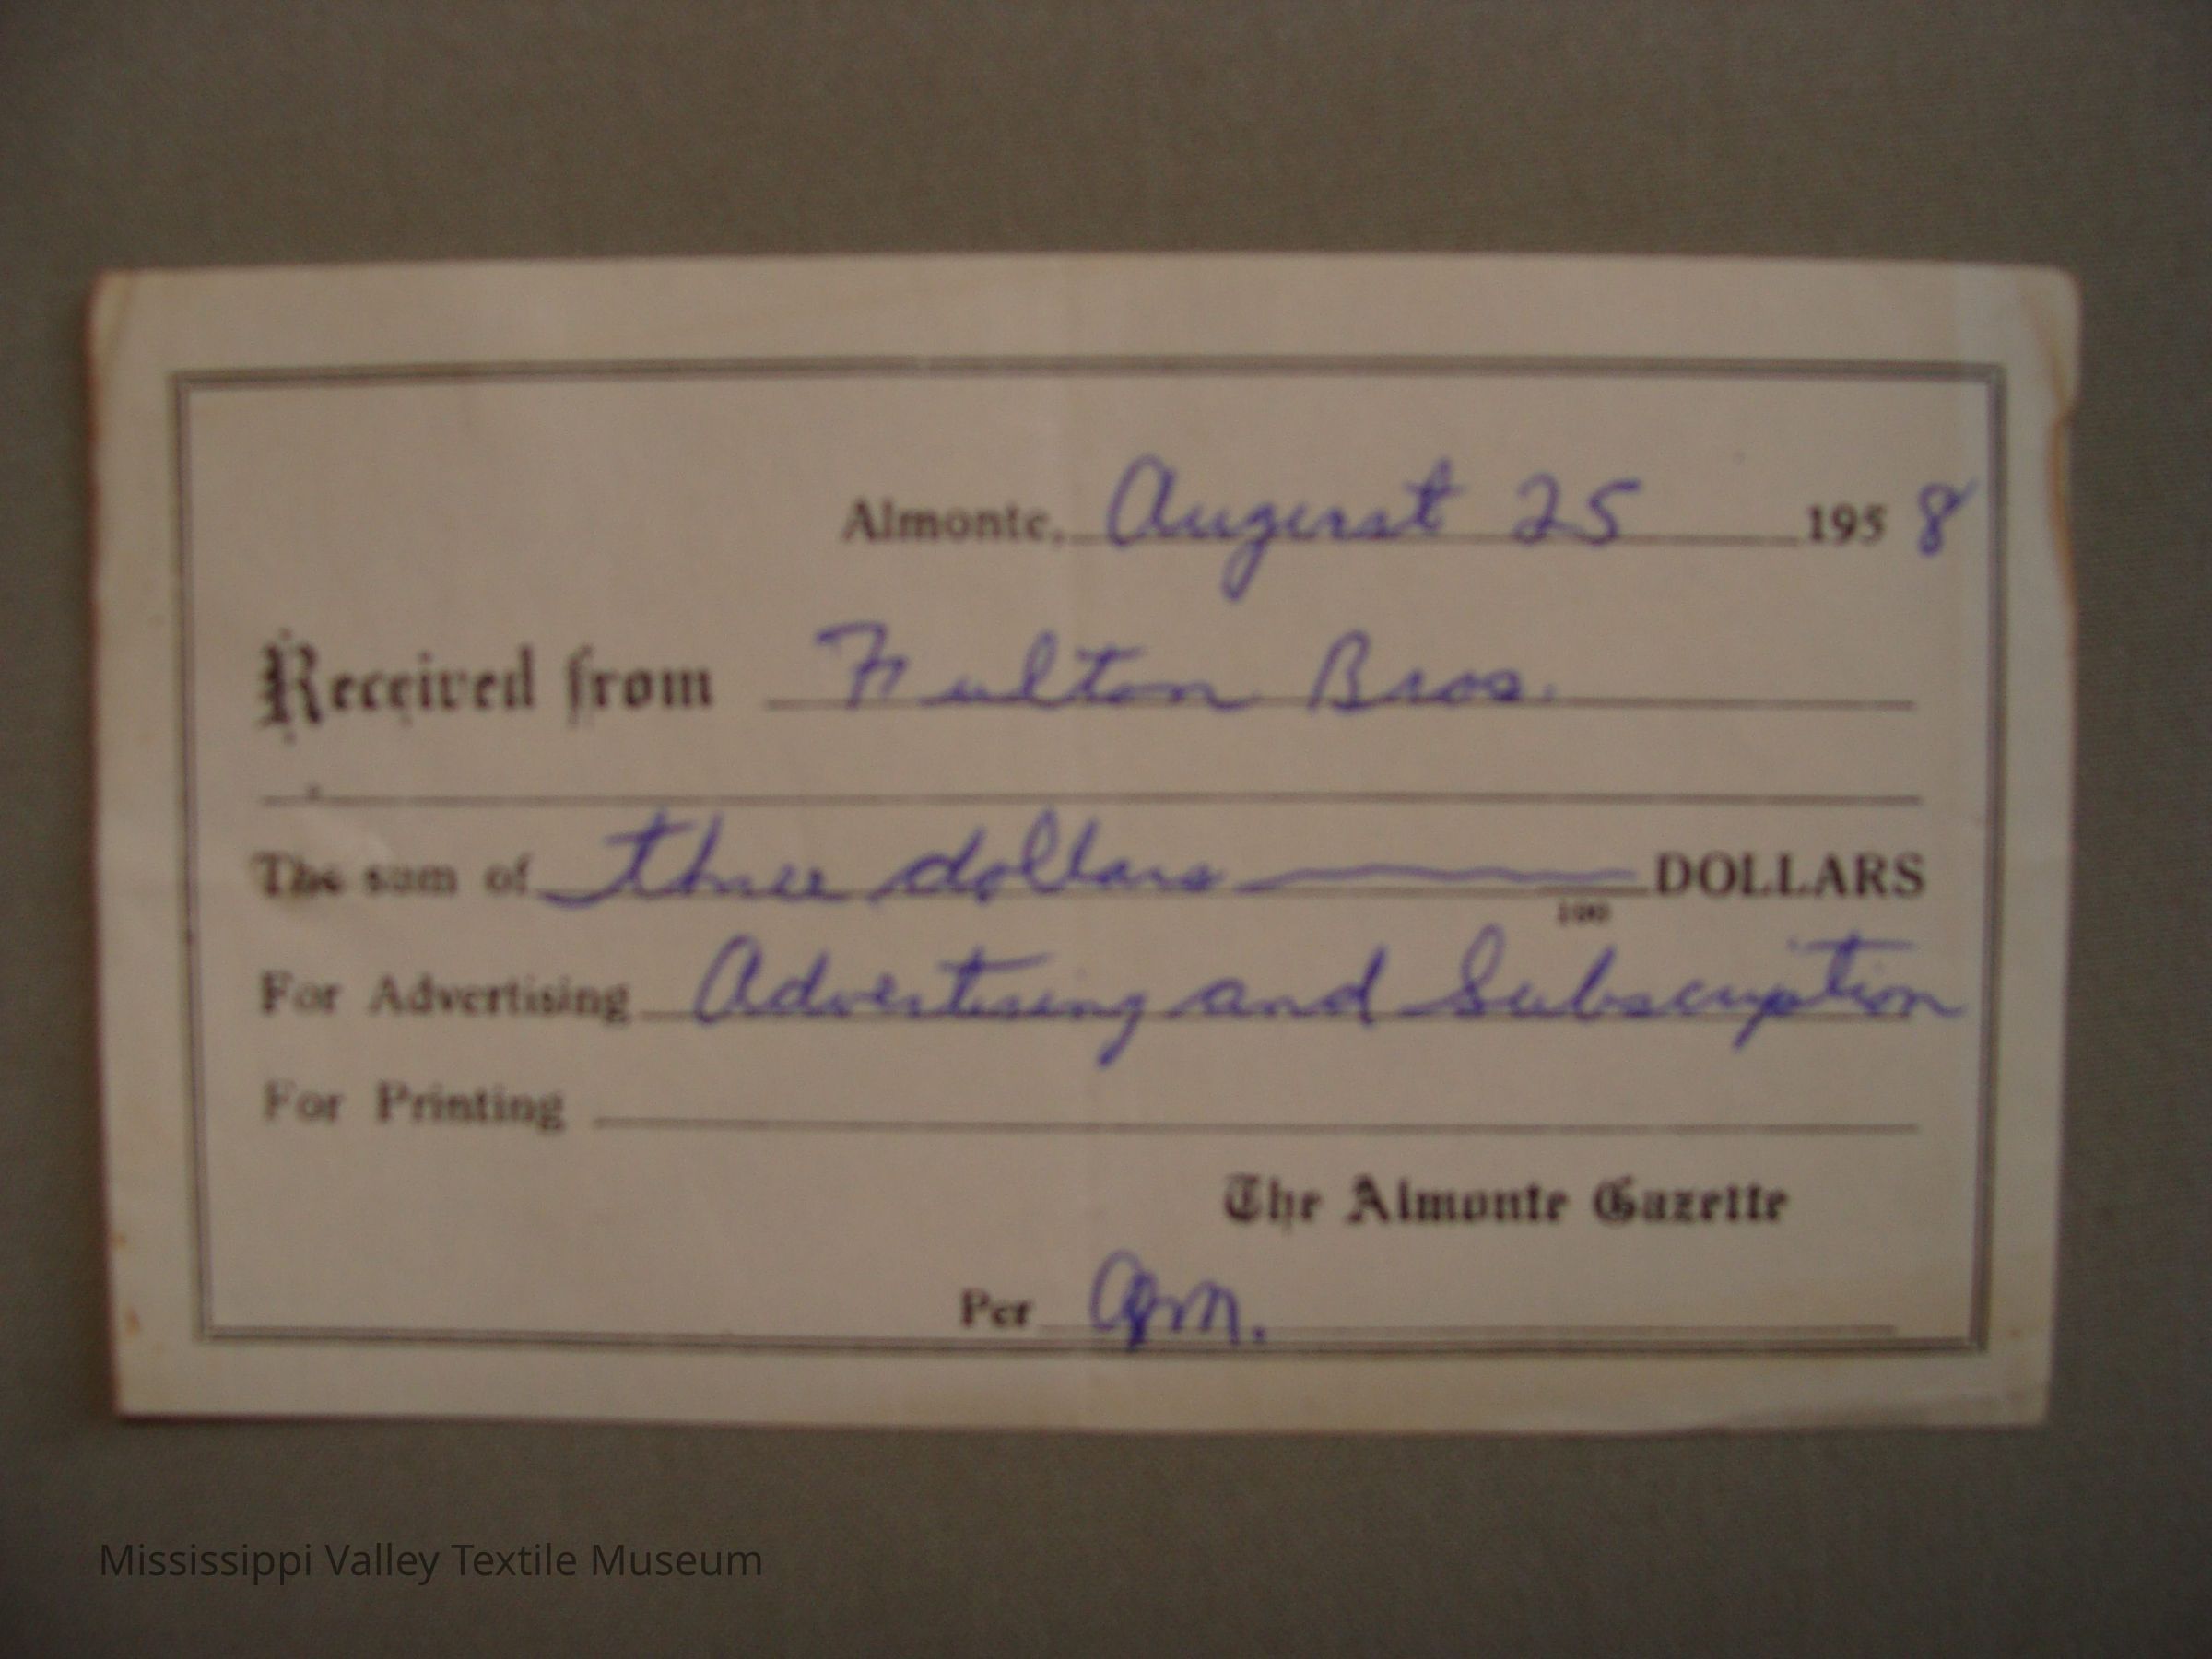 Almonte, August 25 1958
Received from Fulton Bros.
The sum of three dollars DOLLARS
100
For Advertising Advertising and Subscription
For Printing
The Almonte Gazette
Per
Mississippi Valley Textile Museum